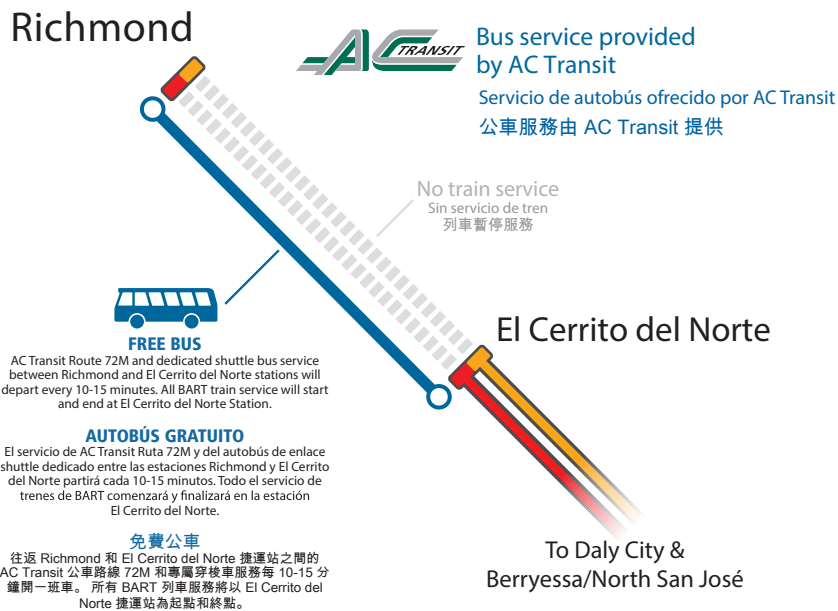 Richmond
AC TRANSIT
Bus service provided
by AC Transit
Servicio de autobús ofrecido por AC Transit
公車服務由 AC Transit 提供
No train service
Sin servicio de tren
列車暫停服務
El Cerrito del Norte
FREE BUS
AC Transit Route 72M and dedicated shuttle bus service
between Richmond and El Cerrito del Norte stations will
depart every 10-15 minutes. All BART train service will start
and end at El Cerrito del Norte Station.
AUTOBÚS GRATUITO
El servicio de AC Transit Ruta 72M y del autobús de enlace
shuttle dedicado entre las estaciones Richmond y El Cerrito
del Norte partirá cada 10-15 minutos. Todo el servicio de
trenes de BART comenzará y finalizará en la estación
El Cerrito del Norte.
免費公車
往返 Richmond 和 El Cerrito del Norte 捷運站之間的
AC Transit 公車路線 72M 和專屬穿梭車服務每 10-15 分
鐘開一班車。 所有 BART 列車服務將以 El Cerrito del
Norte 捷運站為起點和終點。
To Daly City &
Berryessa/North San José